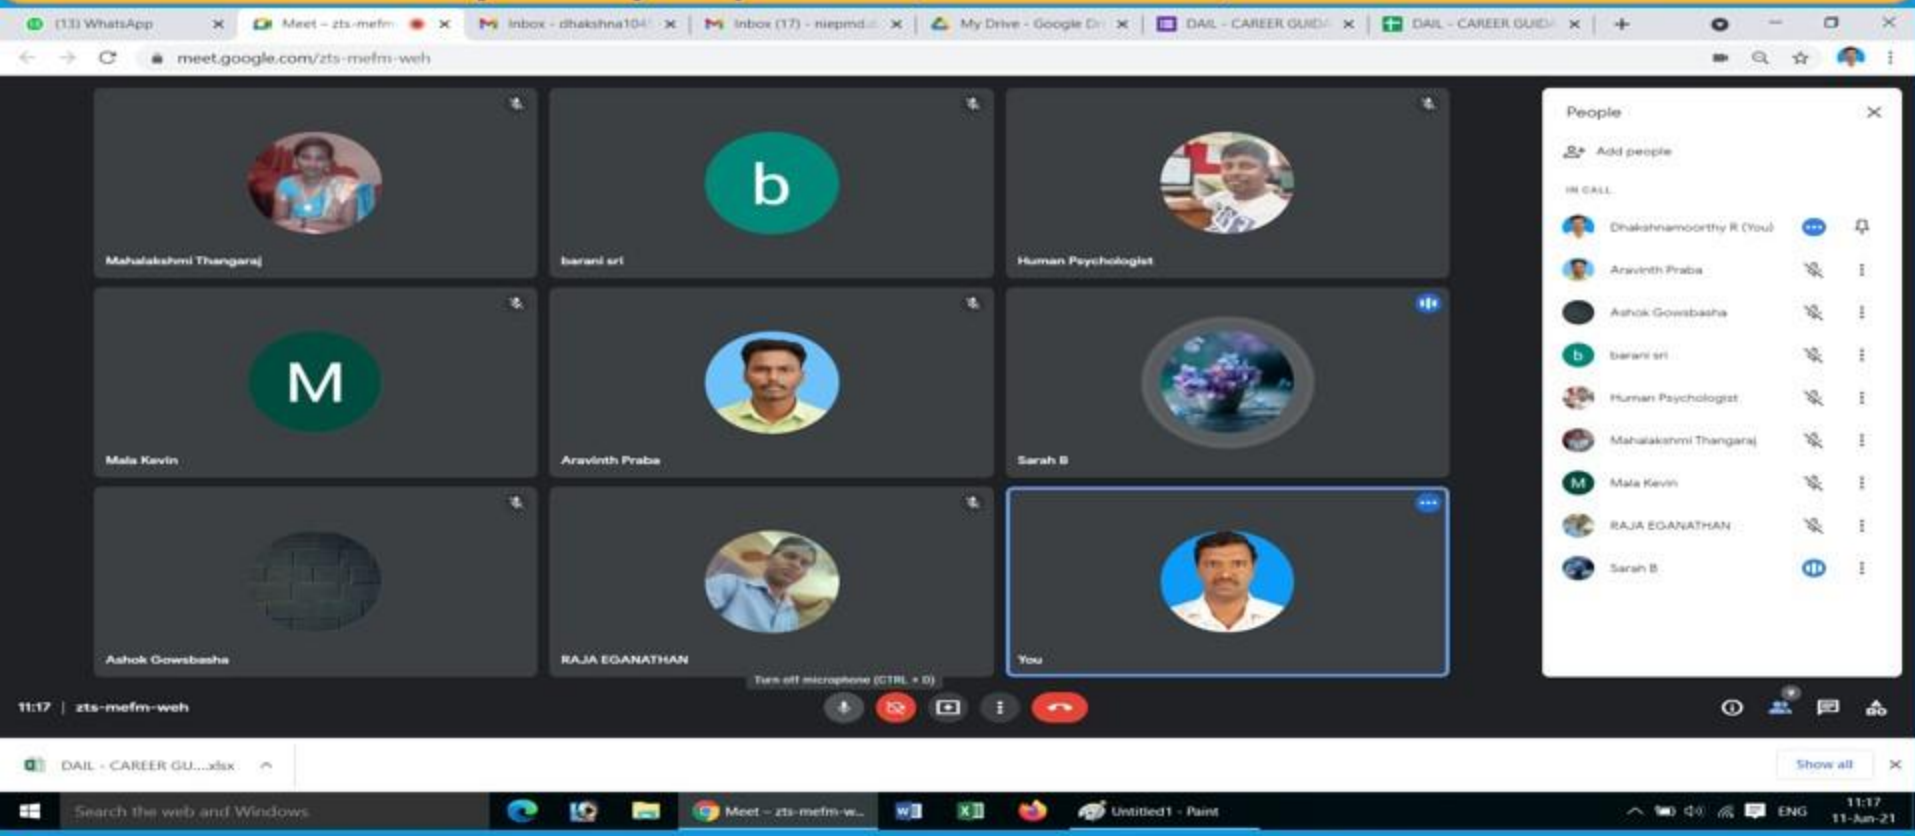 (13) WhatsApp
Meet – zts-mefm
Inbox - dhakshna104
Inbox (17) - niepmd.
My Drive - Google Dr
DAIL - CAREER GUID
DAIL - CAREER GUID
meet.google.com/zts-mefm-weh
Mahalakshmi Thangaraj
barani sri
Human Psychologist
b
M
Mala Kevin
Aravinth Praba
Sarah B
Ashok Gowsbasha
RAJA EGANATHAN
You
Turn off microphone (CTRL + D)
11:17 | zts-mefm-weh
People
Add people
IN CALL
Dhakshnamoorthy R (You)
Aravinth Praba
Ashok Gowsbasha
b
barani sri
Human Psychologist
Mahalakshmi Thangaraj
M
Mala Kevin
RAJA EGANATHAN
Sarah B
DAIL - CAREER GU....xlsx
Show all
Search the web and Windows
Meet – zts-mefm-w...
Untitled1 - Paint
ENG
11:17
11-Jun-21